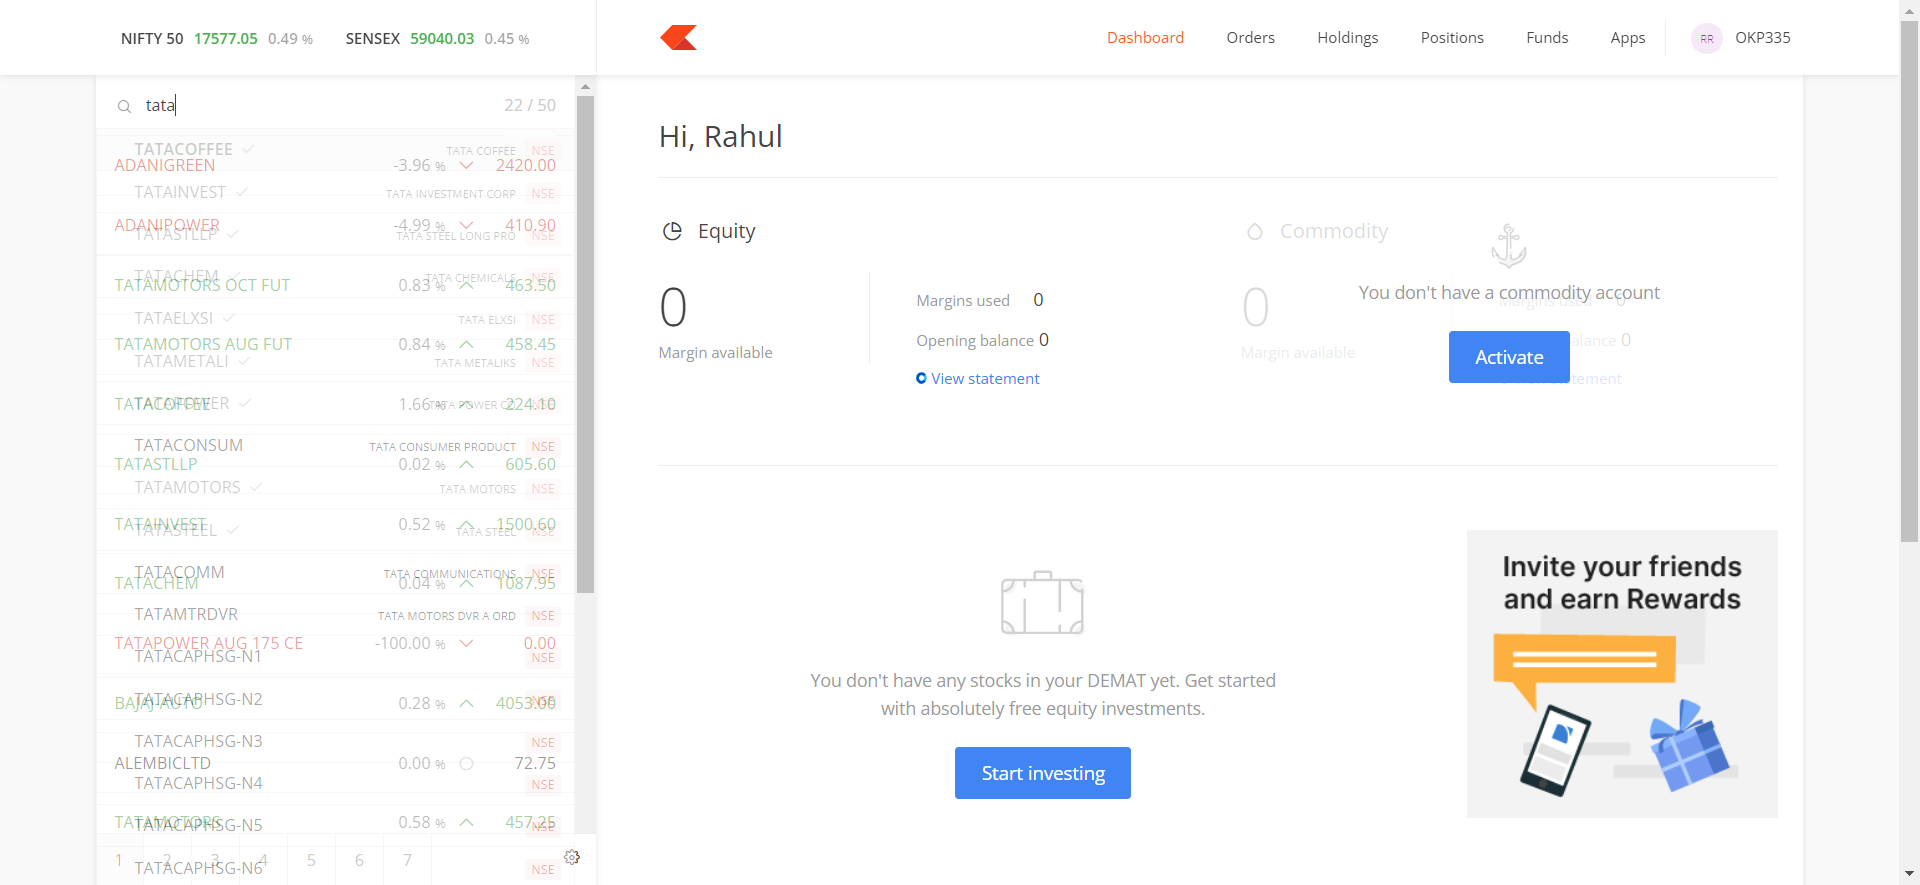 NIFTY 50 17577.05 0.49 % SENSEX 59040.03 0.45 %
Dashboard Orders Holdings Positions Funds Apps RR OKP335
tata 22 / 50
TATACOFFEE TATA COFFEE NSE
ADANIGREEN -3.96 % 2420.00
TATAINVEST TATA INVESTMENT CORP NSE
ADANIPOWER -4.99 % 410.90
TATASTLLP TATA STEEL LONG PRO NSE
TATACHEM TATA CHEMICALS NSE
TATAMOTORS OCT FUT 0.83 % 463.50
TATAELXSI TATA ELXSI NSE
TATAMOTORS AUG FUT 0.84 % 458.45
TATAMETALI TATA METALIKS NSE
TATAPOWER TATA POWER CO NSE
TATACOFFEE 1.66 % 224.10
TATACONSUM TATA CONSUMER PRODUCT NSE
TATASTLLP 0.02 % 605.60
TATAMOTORS TATA MOTORS NSE
TATAINVEST 0.52 % 1500.60
TATASTEEL TATA STEEL NSE
TATACOMM TATA COMMUNICATIONS NSE
TATACHEM 0.04 % 1087.95
TATAMTRDVR TATA MOTORS DVR A ORD NSE
TATAPOWER AUG 175 CE -100.00 % 0.00
TATACAPHSG-N1 NSE
TATACAPHSG-N2 NSE
BAJAJ-AUTO 0.28 % 4053.00
TATACAPHSG-N3 NSE
ALEMBICLTD 0.00 % 72.75
TATACAPHSG-N4 NSE
TATAMOTORS 0.58 % 457.25
TATACAPHSG-N5 NSE
1 2 3 4 5 6 7
TATACAPHSG-N6 NSE
Hi, Rahul
Equity
0
Margin available
Margins used 0
Opening balance 0
View statement
Commodity
0
Margin available
Margins used 0
alance 0
tement
You don't have a commodity account
Activate
You don't have any stocks in your DEMAT yet. Get started
with absolutely free equity investments.
Start investing
Invite your friends
and earn Rewards